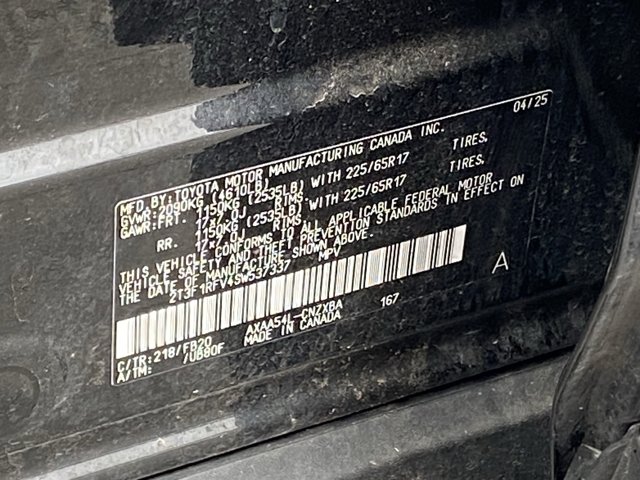 04/25
MFD.BY: TOYOTA MOTOR MANUFACTURING CANADA INC.
GVWR: 2090KG (4610LB)
GAWR: FRT. 1150KG (2535LB) WITH 225/65R17 TIRES,
17x7.0J RIMS,
RR. 1150KG (2535LB) WITH 225/65R17 TIRES,
17x7.0J RIMS,
THIS VEHICLE CONFORMS TO ALL APPLICABLE FEDERAL MOTOR
VEHICLE SAFETY AND THEFT PREVENTION STANDARDS IN EFFECT ON
THE DATE OF MANUFACTURE SHOWN ABOVE.
2T3F1RFV4SW537337 MPV
A
C/TR: 218/FB20 AXAA54L-CNZXBA 167
A/TM: /UB80F MADE IN CANADA